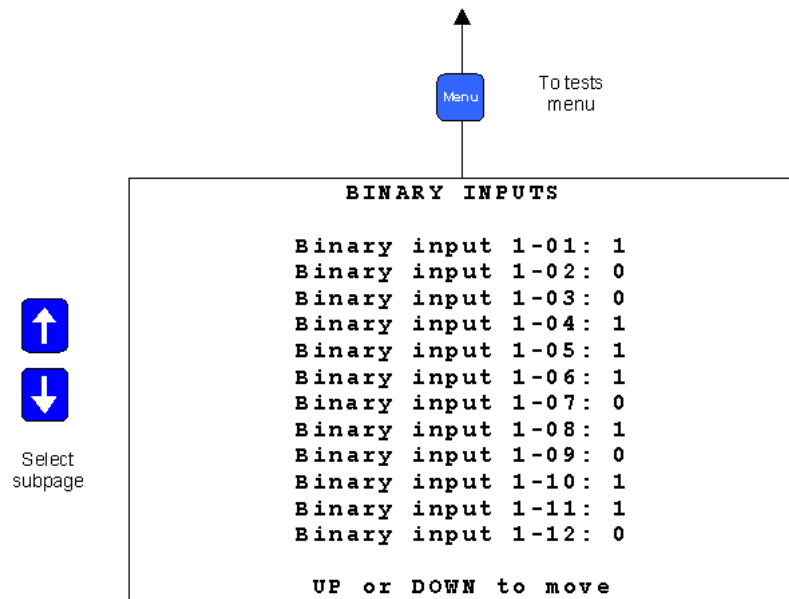 Menu
To tests
menu
BINARY INPUTS
Binary input 1-01: 1
Binary input 1-02: 0
Binary input 1-03: 0
Binary input 1-04: 1
Binary input 1-05: 1
Binary input 1-06: 1
Binary input 1-07: 0
Binary input 1-08: 1
Binary input 1-09: 0
Binary input 1-10: 1
Binary input 1-11: 1
Binary input 1-12: 0
Select
subpage
UP or DOWN to move